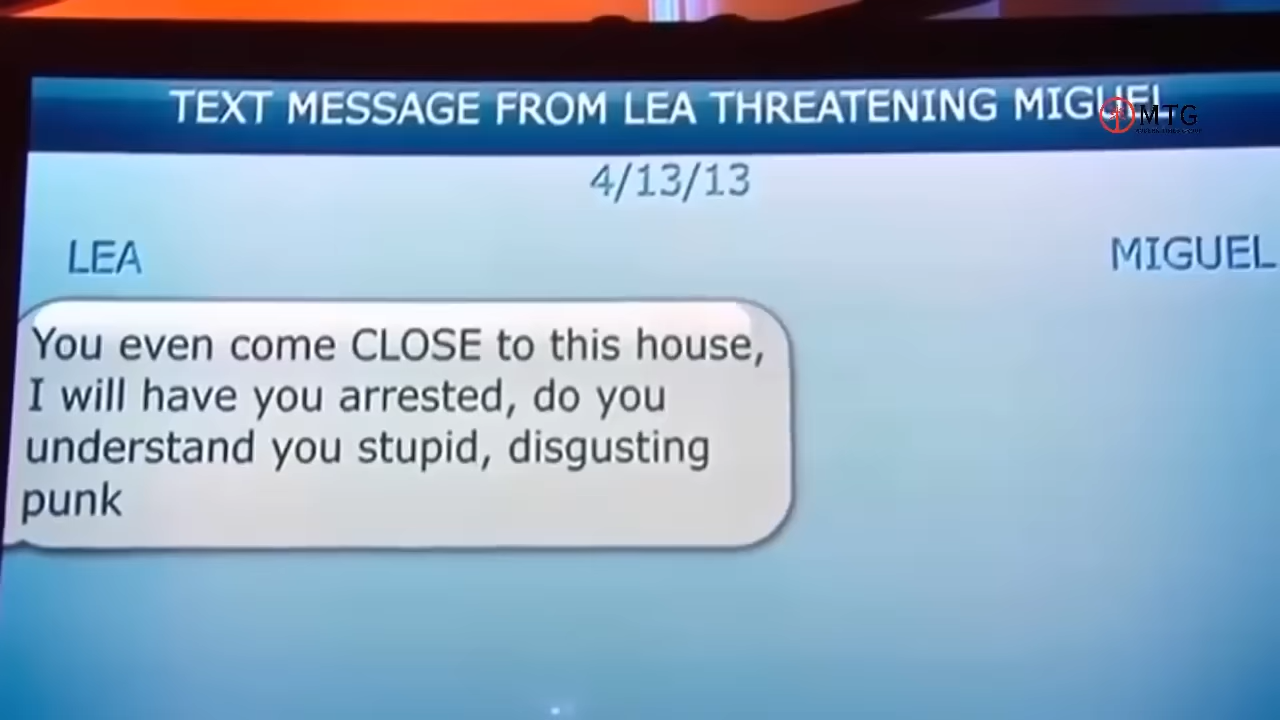 TEXT MESSAGE FROM LEA THREATENING MIGUEL
MTG
4/13/13
LEA
MIGUEL
You even come CLOSE to this house,
I will have you arrested, do you
understand you stupid, disgusting
punk